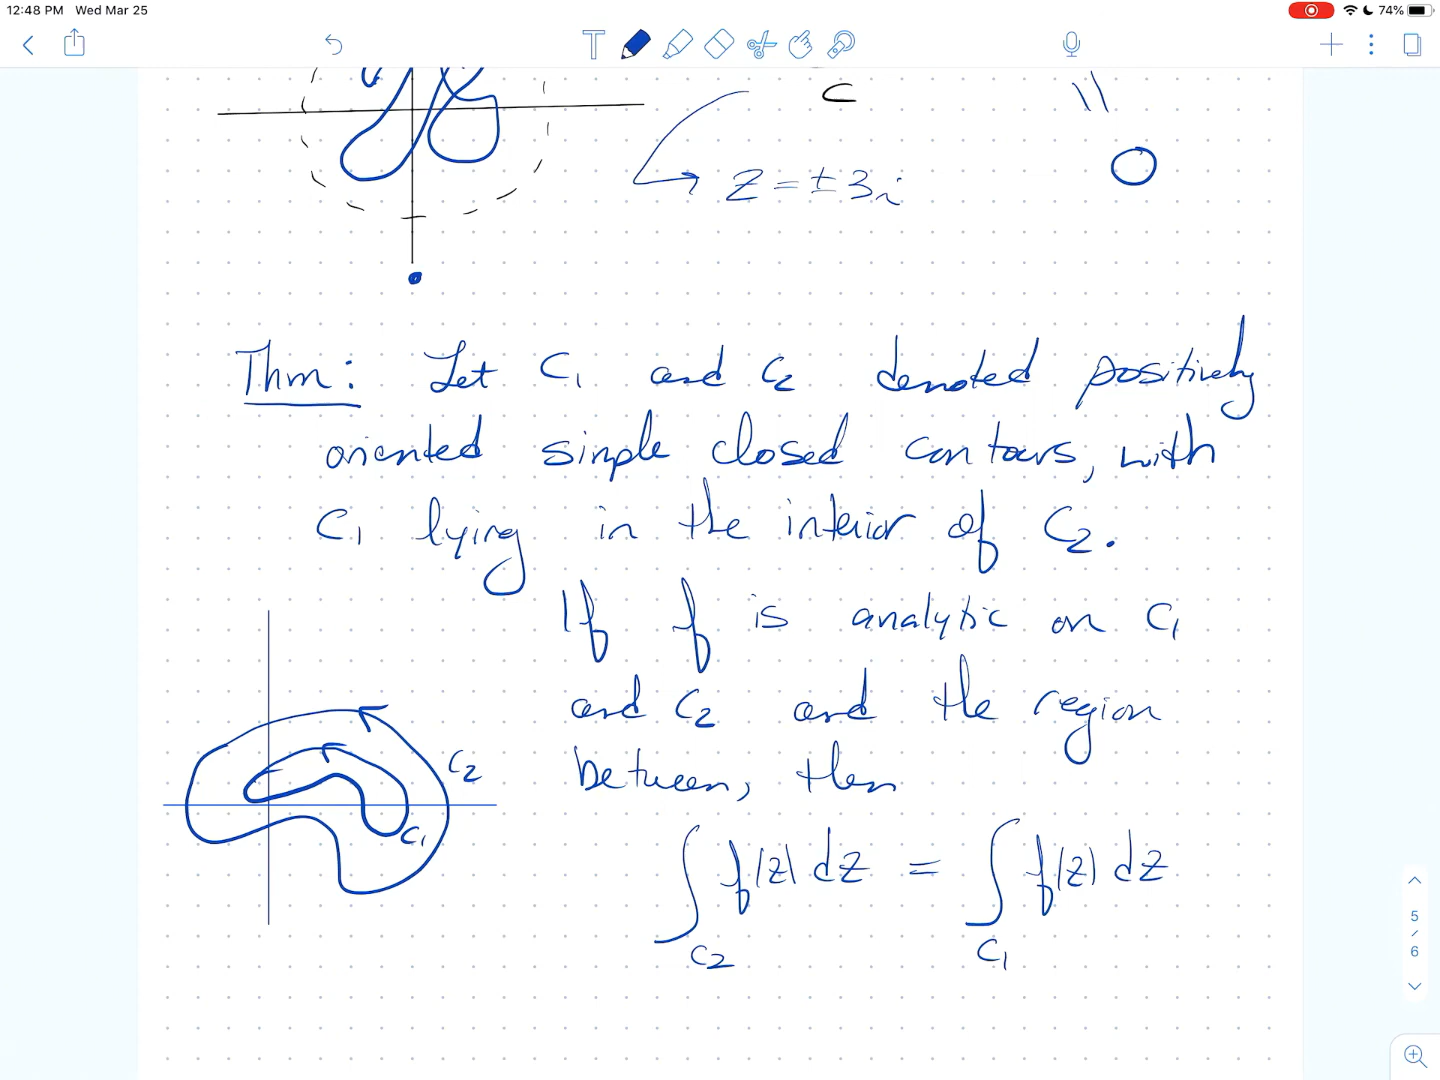 12:48 PM Wed Mar 25
74%
T
C
z = ± 3i
Thm: Let C₁ and C₂ denoted positively
oriented simple closed contours, with
C₁ lying in the interior of C₂.
If f is analytic on C₁
and C₂ and the region
between, then
∫_C₂ f(z) dz = ∫_C₁ f(z) dz
C₂
C₁
5
/
6